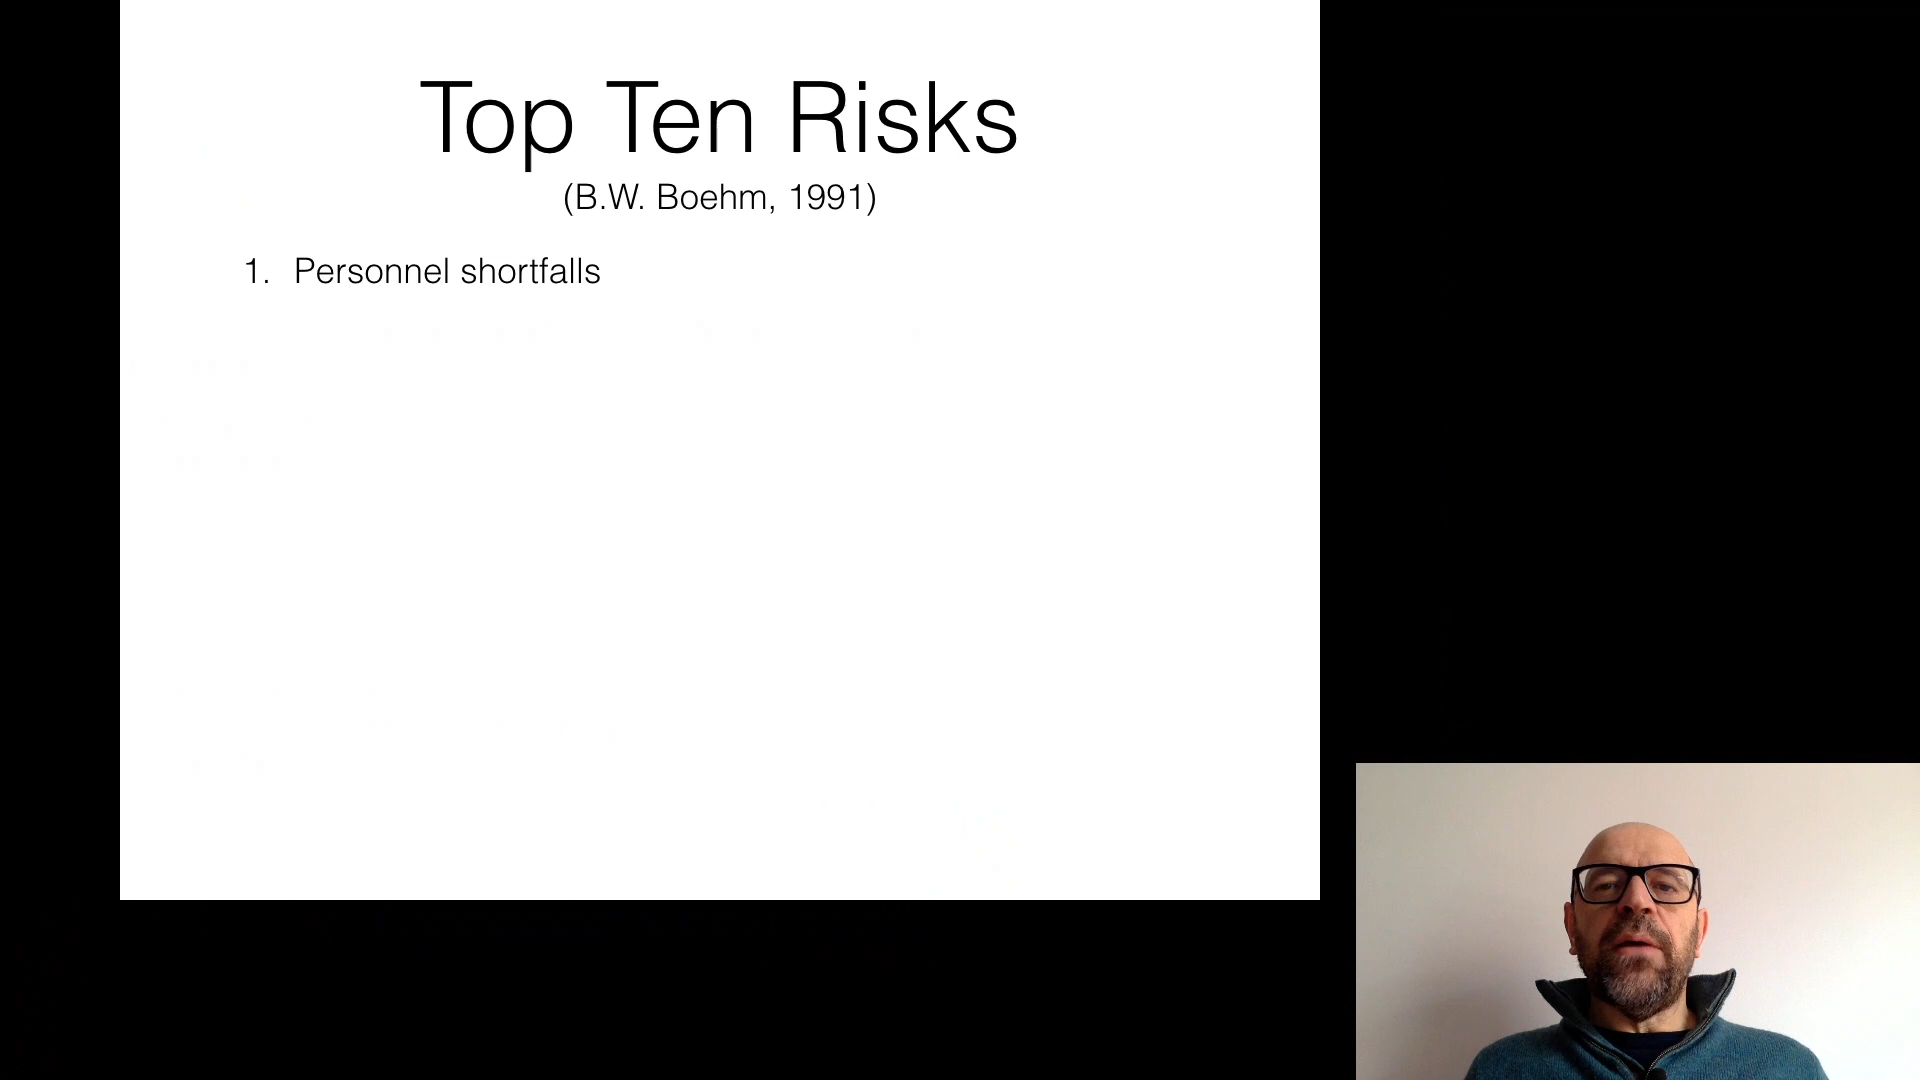 Top Ten Risks
(B.W. Boehm, 1991)
1. Personnel shortfalls